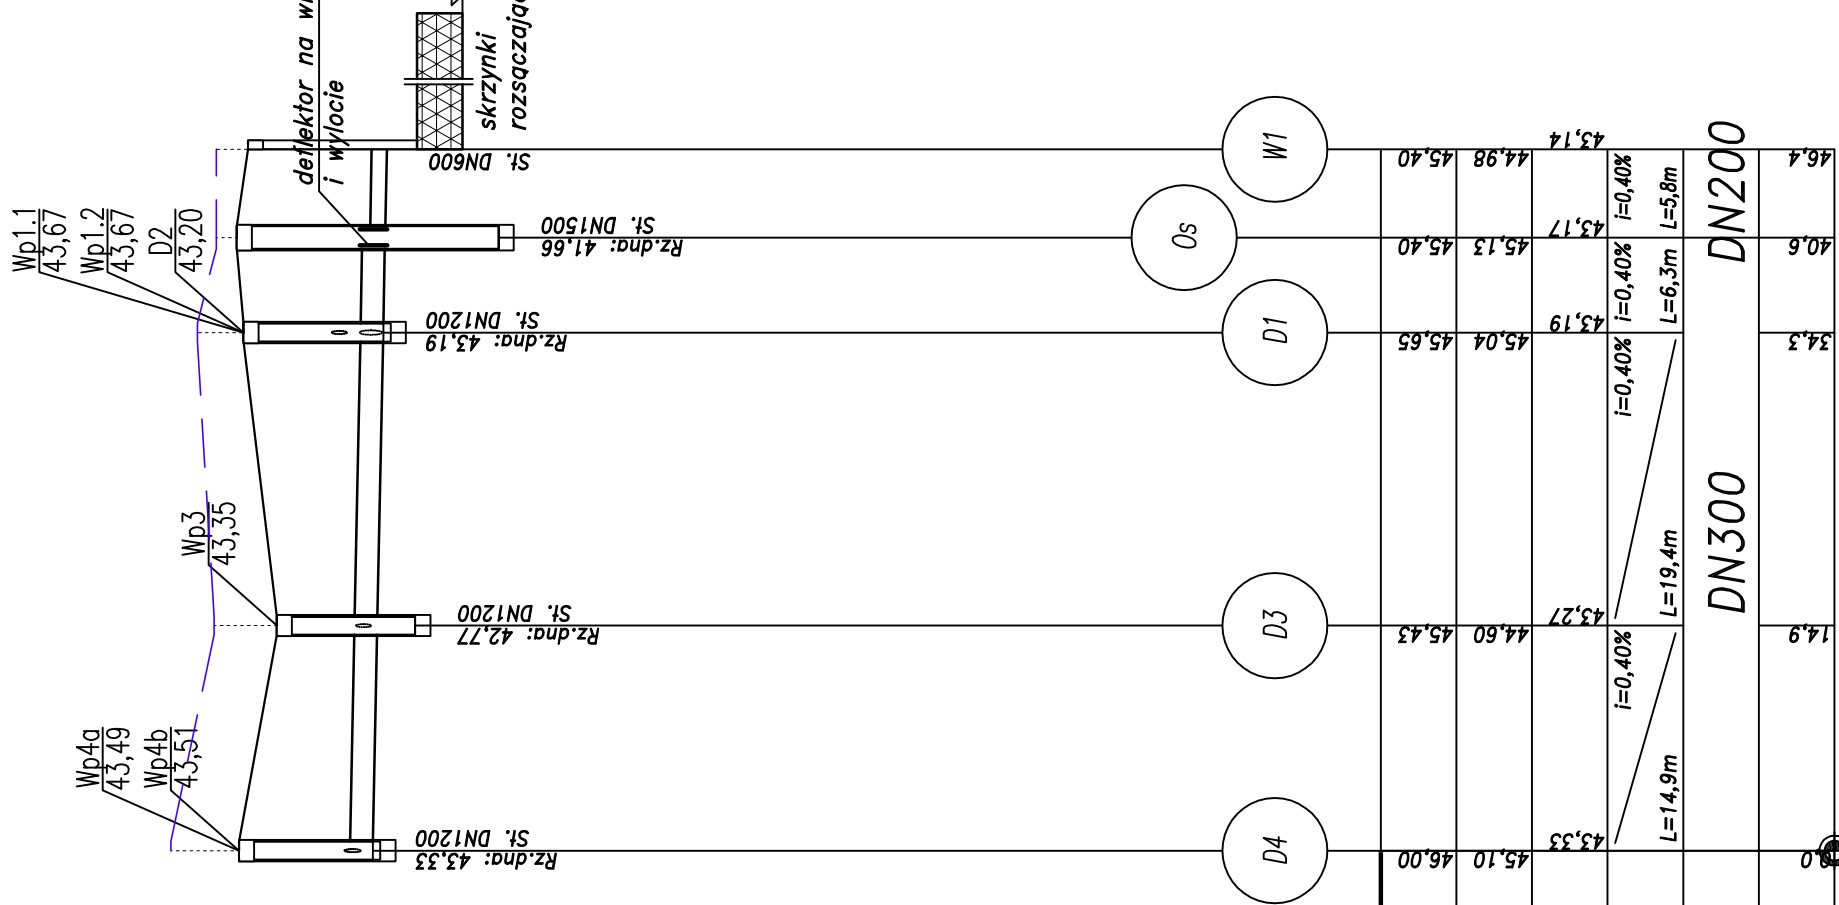 Wp1.1
43,67
Wp1.2
43,67
D2
43,20
deflektor na
i wylocie
skrzynki
Wp3
43,35
Wp4a
43,49
Wp4b
43,51
St. DN600
St. DN1500
Rz.dna: 41,66
St. DN1200
Rz.dna: 43,19
St. DN1200
Rz.dna: 42,77
St. DN1200
Rz.dna: 43,33
W1
Os
D1
D3
D4
45,40
45,40
45,65
45,43
46,00
44,98
45,13
45,04
44,60
45,10
43,14
43,17
43,19
43,27
43,33
i=0,40%
L=5,8m
i=0,40%
L=6,3m
i=0,40%
L=19,4m
i=0,40%
L=14,9m
DN200
DN300
46,4
40,6
34,3
14,9
0,0